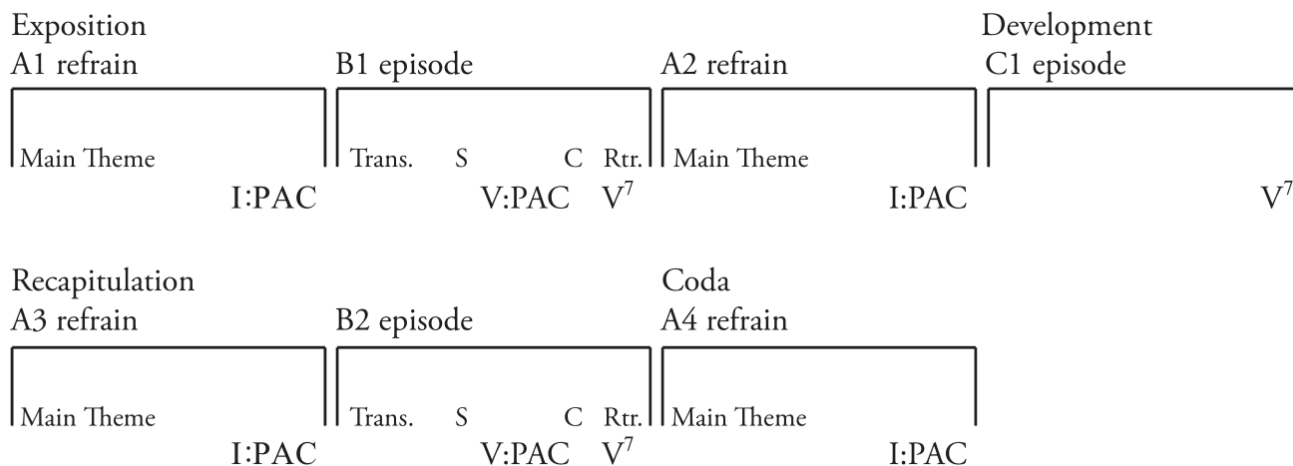 Exposition Development
A1 refrain B1 episode A2 refrain C1 episode
Main Theme Trans. S C Rtr. Main Theme
I:PAC V:PAC V⁷ I:PAC V⁷
Recapitulation Coda
A3 refrain B2 episode A4 refrain
Main Theme Trans. S C Rtr. Main Theme
I:PAC V:PAC V⁷ I:PAC